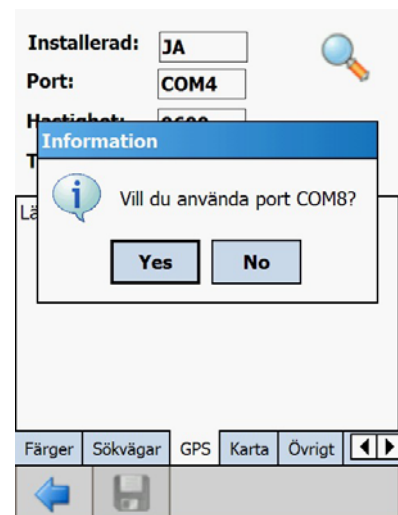 Installerad: JA
Port: COM4
Information
Vill du använda port COM8?
Yes No
Färger Sökvägar GPS Karta Övrigt